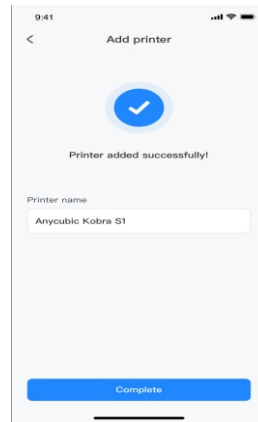 9:41
Add printer
Printer added successfully!
Printer name
Anycubic Kobra S1
Complete